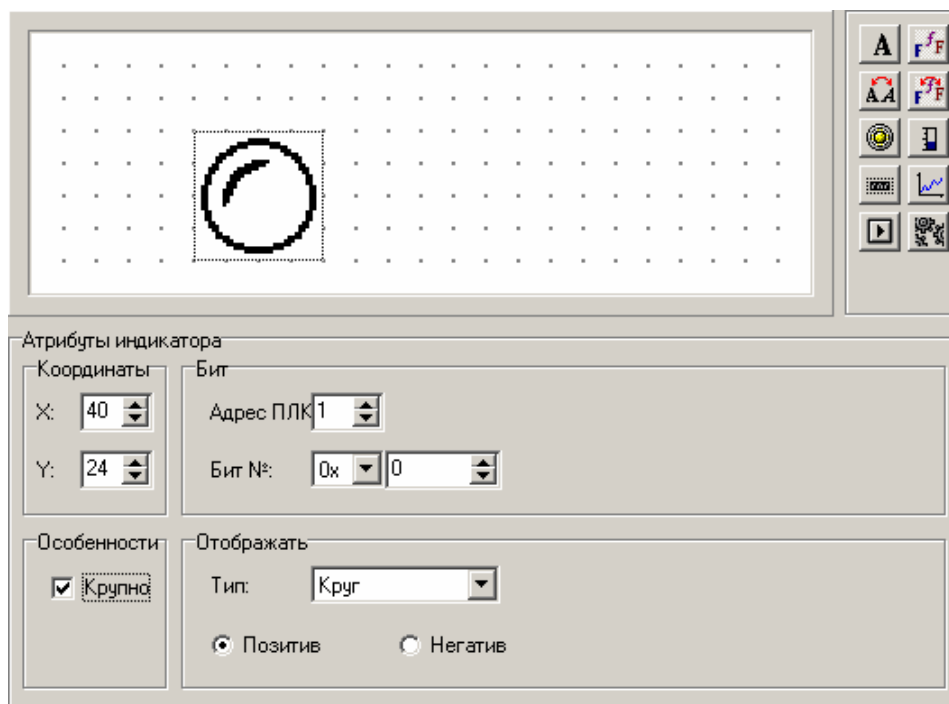 A
F f F
A A
F f F
Атрибуты индикатора
Координаты
X: 40
Y: 24
Бит
Адрес ПЛК 1
Бит №: 0x 0
Особенности
Крупно
Отображать
Тип: Круг
Позитив Негатив